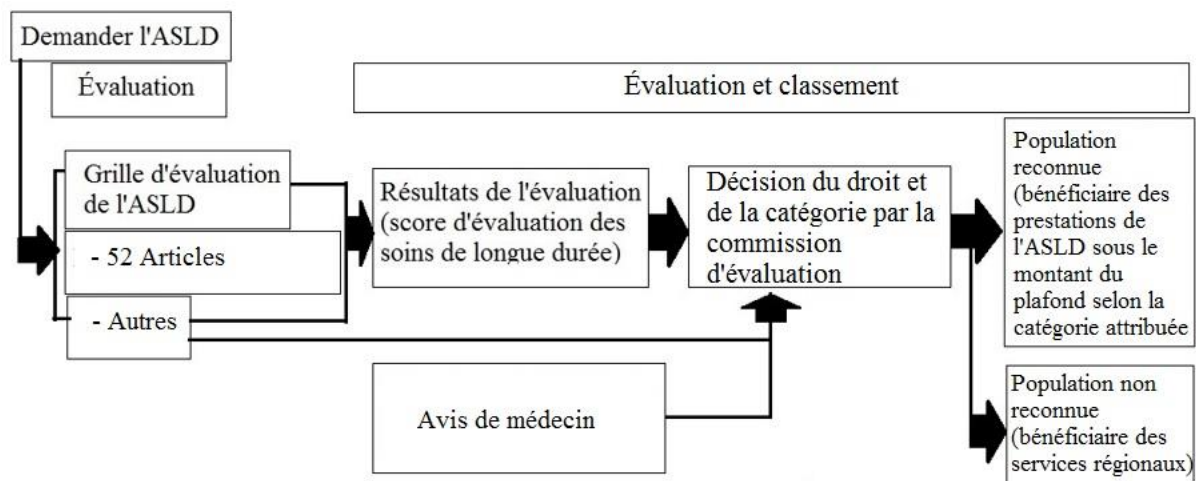 Demander l'ASLD
Évaluation
Évaluation et classement
Grille d'évaluation
de l'ASLD
- 52 Articles
- Autres
Résultats de l'évaluation
(score d'évaluation des
soins de longue durée)
Avis de médecin
Décision du droit et
de la catégorie par la
commission
d'évaluation
Population
reconnue
(bénéficiaire des
prestations de
l'ASLD sous le
montant du
plafond selon la
catégorie attribuée
Population non
reconnue
(bénéficiaire des
services régionaux)